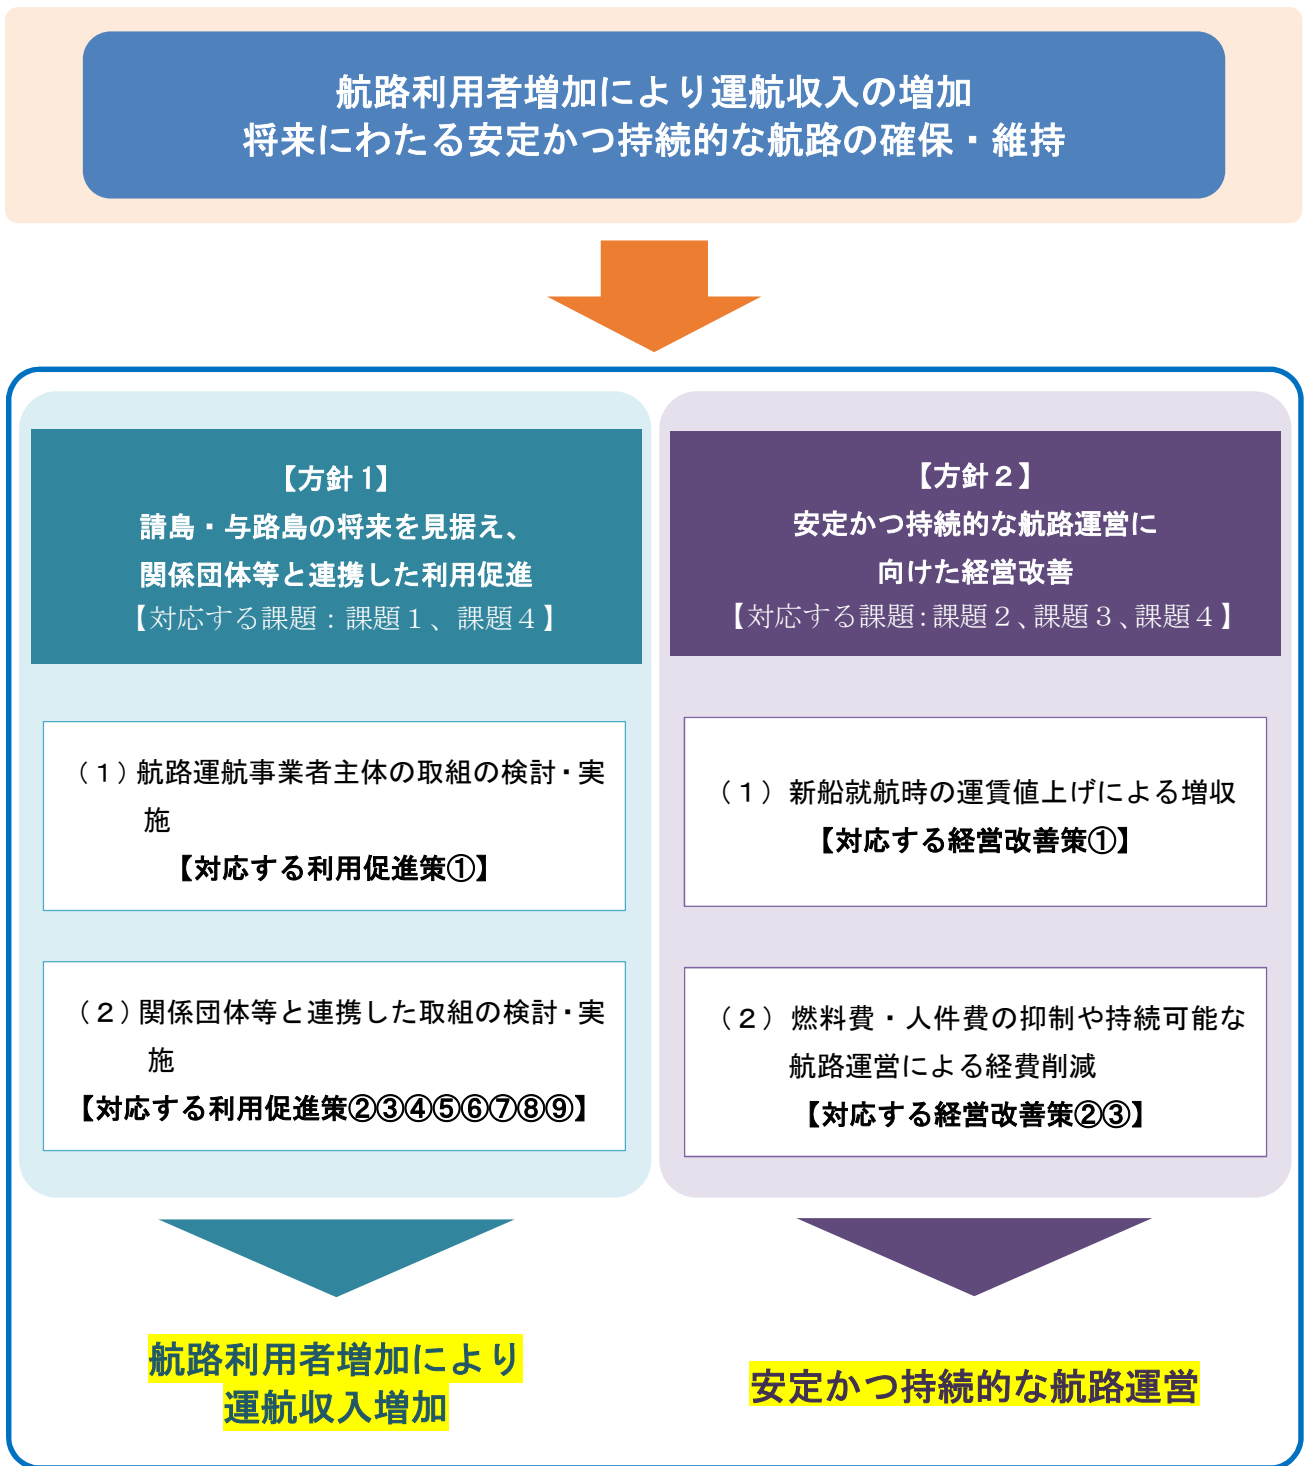 航路利用者増加により運航収入の増加
将来にわたる安定かつ持続的な航路の確保・維持
【方針１】
請島・与路島の将来を見据え、
関係団体等と連携した利用促進
【対応する課題：課題１、課題４】
（１）航路運航事業者主体の取組の検討・実
施
【対応する利用促進策①】
（２）関係団体等と連携した取組の検討・実
施
【対応する利用促進策②③④⑤⑥⑦⑧⑨】
航路利用者増加により
運航収入増加
【方針２】
安定かつ持続的な航路運営に
向けた経営改善
【対応する課題：課題２、課題３、課題４】
（１）新船就航時の運賃値上げによる増収
【対応する経営改善策①】
（２）燃料費・人件費の抑制や持続可能な
航路運営による経費削減
【対応する経営改善策②③】
安定かつ持続的な航路運営